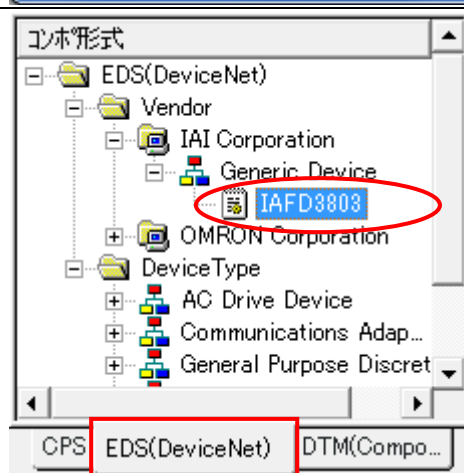 コンポ形式
EDS(DeviceNet)
Vendor
IAI Corporation
Generic Device
IAFD3803
OMRON Corporation
DeviceType
AC Drive Device
Communications Adap...
General Purpose Discret
CPS EDS(DeviceNet) DTM(Compo...